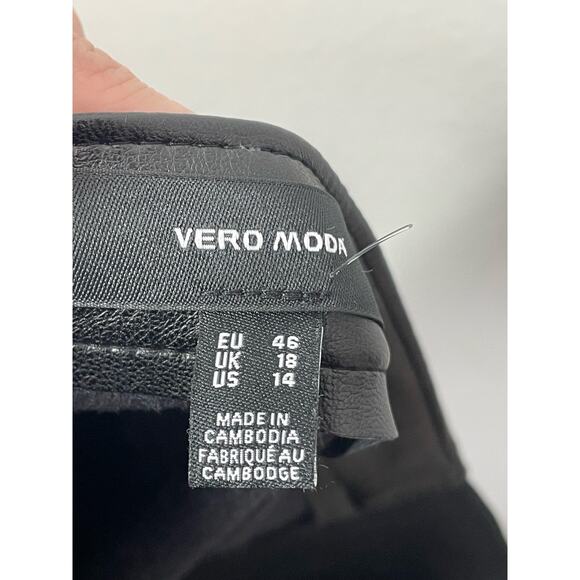 VERO MODA
EU 46
UK 18
US 14
MADE IN
CAMBODIA
FABRIQUÉ AU
CAMBODGE